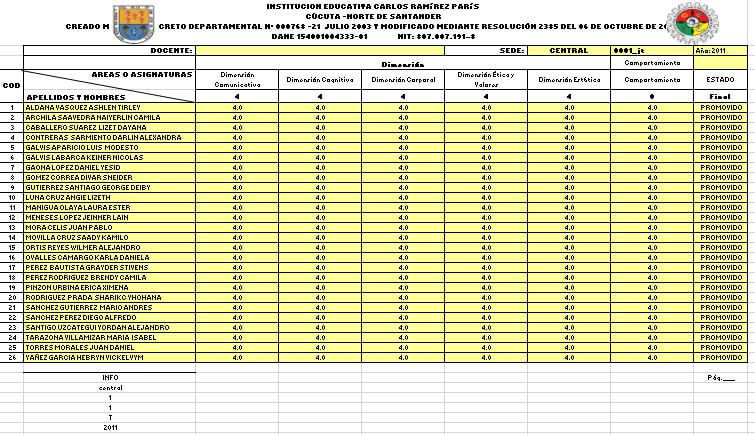 INSTITUCION EDUCATIVA CARLOS RAMÍREZ PARÍS
CÚCUTA -NORTE DE SANTANDER
CREADO M CRETO DEPARTAMENTAL Nº 000768 -21 JULIO 2003 Y MODIFICADO MEDIANTE RESOLUCIÓN 2385 DEL 06 DE OCTUBRE DE 20
DANE 154001004333-01 NIT: 807.007.191-8
DOCENTE: SEDE: CENTRAL 0001_jt Año: 2011
Dimensión Comportamiento
COD AREAS O ASIGNATURAS Dimensión Comunicativa Dimensión Cognitiva Dimensión Corporal Dimensión Etica y Valores Dimensión Estética Comportamiento ESTADO
APELLIDOS Y NOMBRES 4 4 4 4 4 0 Final
1 ALDANA VASQUEZ ASHLEN TIRLEY 4.0 4.0 4.0 4.0 4.0 4.0 PROMOVIDO
2 ARCHILA SAAVEDRA NAIYERLIN CAMILA 4.0 4.0 4.0 4.0 4.0 4.0 PROMOVIDO
3 CABALLERO SUAREZ LIZET DAYANA 4.0 4.0 4.0 4.0 4.0 4.0 PROMOVIDO
4 CONTRERAS SARMIENTO DARLIN ALEXANDRA 4.0 4.0 4.0 4.0 4.0 4.0 PROMOVIDO
5 GALVIS APARICIO LUIS MODESTO 4.0 4.0 4.0 4.0 4.0 4.0 PROMOVIDO
6 GALVIS LABARCA KEINER NICOLAS 4.0 4.0 4.0 4.0 4.0 4.0 PROMOVIDO
7 GAONA LOPEZ DANIEL YESID 4.0 4.0 4.0 4.0 4.0 4.0 PROMOVIDO
8 GOMEZ CORREA DIVAR SNEIDER 4.0 4.0 4.0 4.0 4.0 4.0 PROMOVIDO
9 GUTIERREZ SANTIAGO GEORGE DEIBY 4.0 4.0 4.0 4.0 4.0 4.0 PROMOVIDO
10 LUNA CRUZ ANGIE LIZETH 4.0 4.0 4.0 4.0 4.0 4.0 PROMOVIDO
11 MANIGUA OLAYA LAURA ESTER 4.0 4.0 4.0 4.0 4.0 4.0 PROMOVIDO
12 MENESES LOPEZ JEINNER LAIN 4.0 4.0 4.0 4.0 4.0 4.0 PROMOVIDO
13 MORA CELIS JUAN PABLO 4.0 4.0 4.0 4.0 4.0 4.0 PROMOVIDO
14 MOVILLA CRUZ SAADY KAMILO 4.0 4.0 4.0 4.0 4.0 4.0 PROMOVIDO
15 ORTIS REYES WILMER ALEJANDRO 4.0 4.0 4.0 4.0 4.0 4.0 PROMOVIDO
16 OVALLES CAMARGO KARLA DANIELA 4.0 4.0 4.0 4.0 4.0 4.0 PROMOVIDO
17 PEREZ BAUTISTA GRAYDER STIVENS 4.0 4.0 4.0 4.0 4.0 4.0 PROMOVIDO
18 PEREZ RODRIGUEZ BRENDY CAMILA 4.0 4.0 4.0 4.0 4.0 4.0 PROMOVIDO
19 PINZON URBINA ERICA XIMENA 4.0 4.0 4.0 4.0 4.0 4.0 PROMOVIDO
20 RODRIGUEZ PRADA SHARIKO YHOHANA 4.0 4.0 4.0 4.0 4.0 4.0 PROMOVIDO
21 SANCHEZ GUTIERREZ MARIO ANDRES 4.0 4.0 4.0 4.0 4.0 4.0 PROMOVIDO
22 SANCHEZ PEREZ DIEGO ALFREDO 4.0 4.0 4.0 4.0 4.0 4.0 PROMOVIDO
23 SANTIGO UZCATEGUI YORDAN ALEJANDRO 4.0 4.0 4.0 4.0 4.0 4.0 PROMOVIDO
24 TARAZONA VILLAMIZAR MARIA ISABEL 4.0 4.0 4.0 4.0 4.0 4.0 PROMOVIDO
25 TORRES MORALES JUAN DANIEL 4.0 4.0 4.0 4.0 4.0 4.0 PROMOVIDO
26 YAÑEZ GARCIA HEBRYN VICKELVYM 4.0 4.0 4.0 4.0 4.0 4.0 PROMOVIDO
INFO Pág.___
central
1
1
T
2011